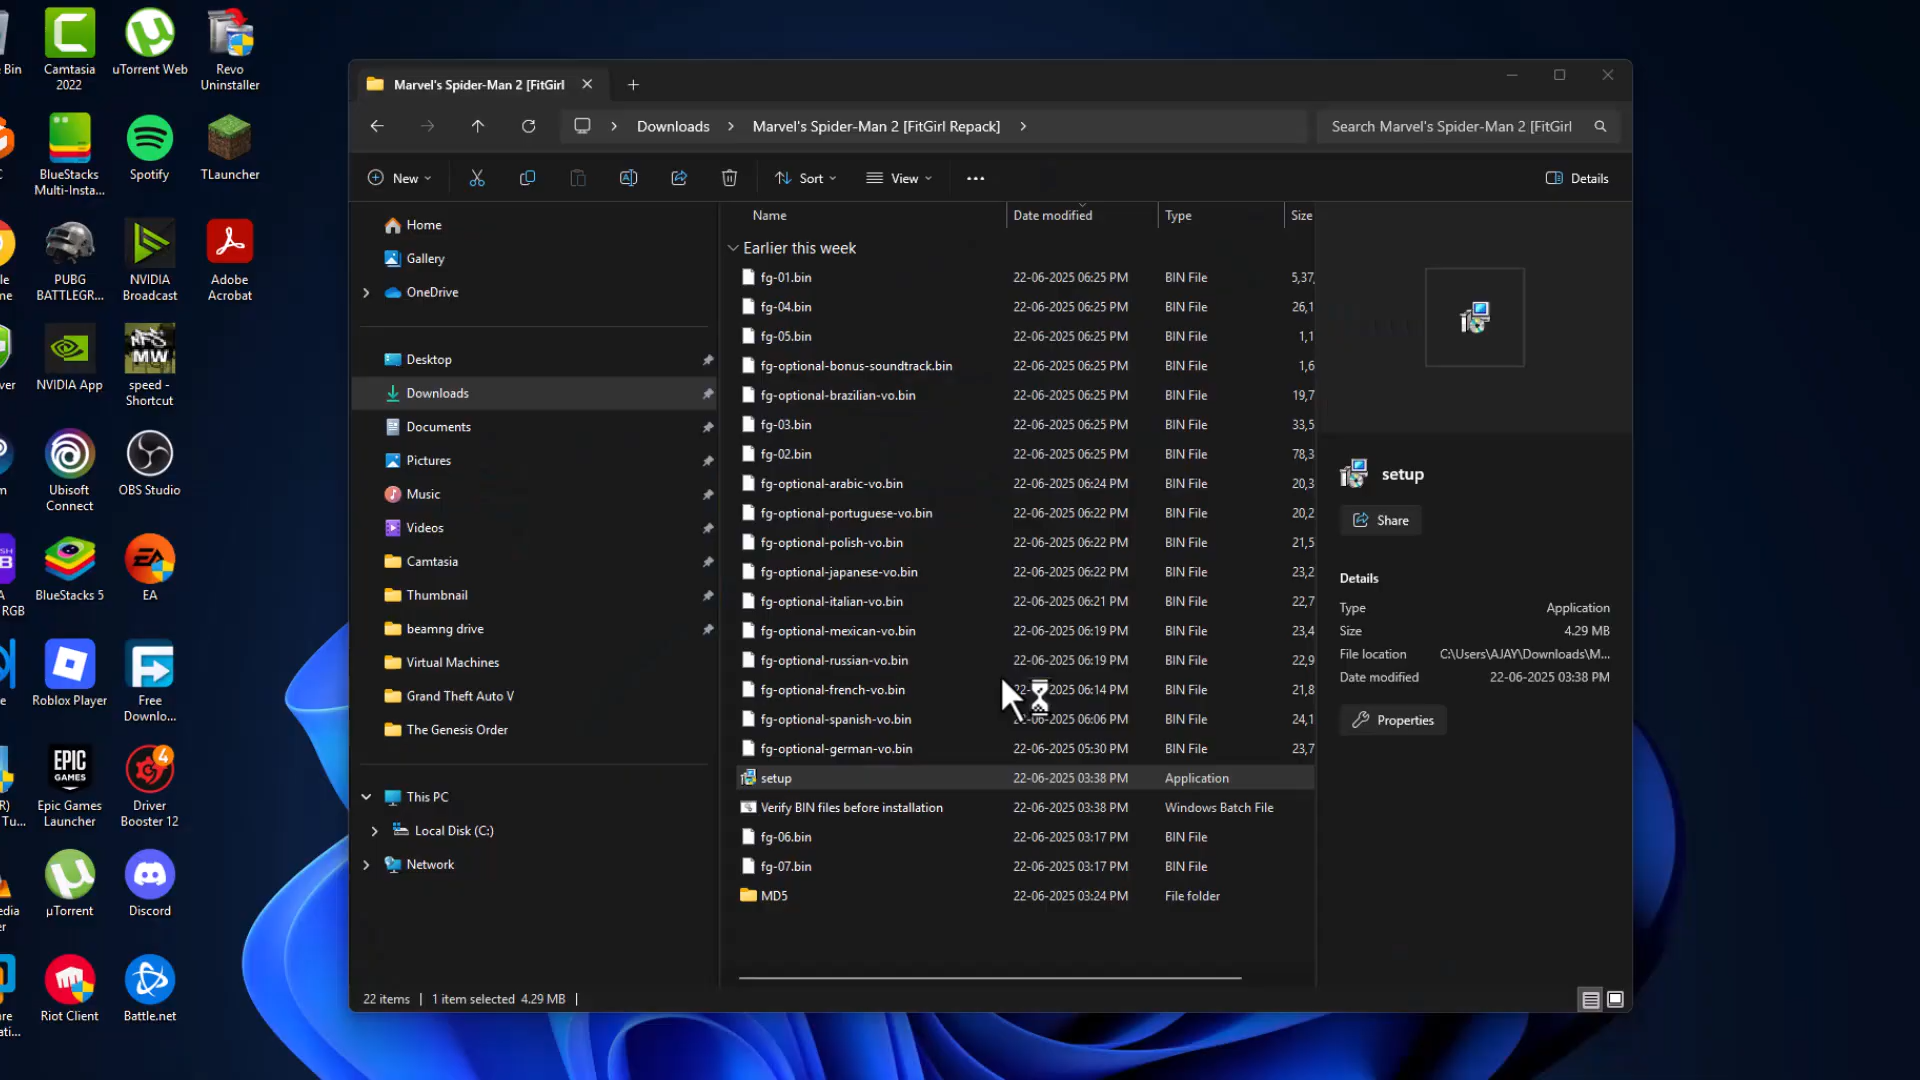 Bin
Camtasia
2022
uTorrent Web
Revo
Uninstaller
BlueStacks
Multi-Insta...
Spotify
TLauncher
PUBG
BATTLEGR...
NVIDIA
Broadcast
Adobe
Acrobat
NVIDIA App
speed -
Shortcut
Ubisoft
Connect
OBS Studio
RGB
BlueStacks 5
EA
Roblox Player
Free
Downlo...
Epic Games
Launcher
Driver
Booster 12
µTorrent
Discord
Riot Client
Battle.net
NFS
MW
EPIC
GAMES
4
Marvel's Spider-Man 2 [FitGirl
Downloads
Marvel's Spider-Man 2 [FitGirl Repack]
Search Marvel's Spider-Man 2 [FitGirl
New
Sort
View
Details
Home
Gallery
OneDrive
Desktop
Downloads
Documents
Pictures
Music
Videos
Camtasia
Thumbnail
beamng drive
Virtual Machines
Grand Theft Auto V
The Genesis Order
This PC
Local Disk (C:)
Network
Name Date modified Type Size
Earlier this week
fg-01.bin 22-06-2025 06:25 PM BIN File 5,37
fg-04.bin 22-06-2025 06:25 PM BIN File 26,1
fg-05.bin 22-06-2025 06:25 PM BIN File 1,1
fg-optional-bonus-soundtrack.bin 22-06-2025 06:25 PM BIN File 1,6
fg-optional-brazilian-vo.bin 22-06-2025 06:25 PM BIN File 19,7
fg-03.bin 22-06-2025 06:25 PM BIN File 33,5
fg-02.bin 22-06-2025 06:25 PM BIN File 78,3
fg-optional-arabic-vo.bin 22-06-2025 06:24 PM BIN File 20,3
fg-optional-portuguese-vo.bin 22-06-2025 06:22 PM BIN File 20,2
fg-optional-polish-vo.bin 22-06-2025 06:22 PM BIN File 21,5
fg-optional-japanese-vo.bin 22-06-2025 06:22 PM BIN File 23,2
fg-optional-italian-vo.bin 22-06-2025 06:21 PM BIN File 22,7
fg-optional-mexican-vo.bin 22-06-2025 06:19 PM BIN File 23,4
fg-optional-russian-vo.bin 22-06-2025 06:19 PM BIN File 22,9
fg-optional-french-vo.bin 22-06-2025 06:14 PM BIN File 21,8
fg-optional-spanish-vo.bin 22-06-2025 06:06 PM BIN File 24,1
fg-optional-german-vo.bin 22-06-2025 05:30 PM BIN File 23,7
setup 22-06-2025 03:38 PM Application
Verify BIN files before installation 22-06-2025 03:38 PM Windows Batch File
fg-06.bin 22-06-2025 03:17 PM BIN File
fg-07.bin 22-06-2025 03:17 PM BIN File
MD5 22-06-2025 03:24 PM File folder
setup
Share
Details
Type Application
Size 4.29 MB
File location C:\Users\AJAY\Downloads\M...
Date modified 22-06-2025 03:38 PM
Properties
22 items | 1 item selected 4.29 MB |